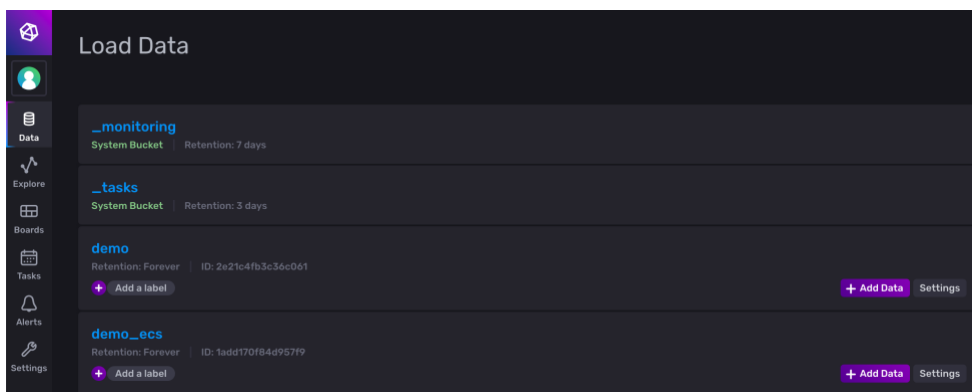 Load Data
Data
Explore
Boards
Tasks
Alerts
Settings
_monitoring
System Bucket Retention: 7 days
_tasks
System Bucket Retention: 3 days
demo
Retention: Forever ID: 2e21c4fb3c36c061
+ Add a label + Add Data Settings
demo_ecs
Retention: Forever ID: 1add170f84d957f9
+ Add a label + Add Data Settings